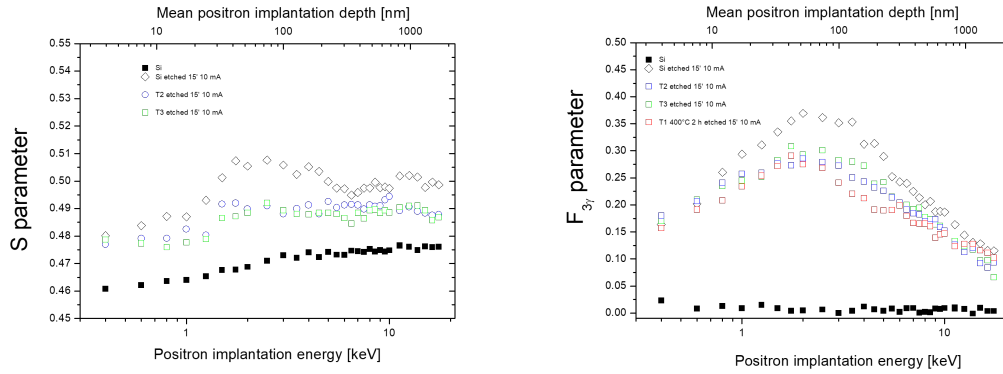 Mean positron implantation depth [nm]
10 100 1000
0.55
0.54
0.53
0.52
0.51
0.50
0.49
0.48
0.47
0.46
0.45
S parameter
Si
Si etched 15' 10 mA
T2 etched 15' 10 mA
T3 etched 15' 10 mA
1 10
Positron implantation energy [keV]
Mean positron implantation depth [nm]
10 100 1000
0.50
0.45
0.40
0.35
0.30
0.25
0.20
0.15
0.10
0.05
0.00
F3γ parameter
Si
Si etched 15' 10 mA
T2 etched 15' 10 mA
T3 etched 15' 10 mA
T1 400°C 2 h etched 15' 10 mA
1 10
Positron implantation energy [keV]